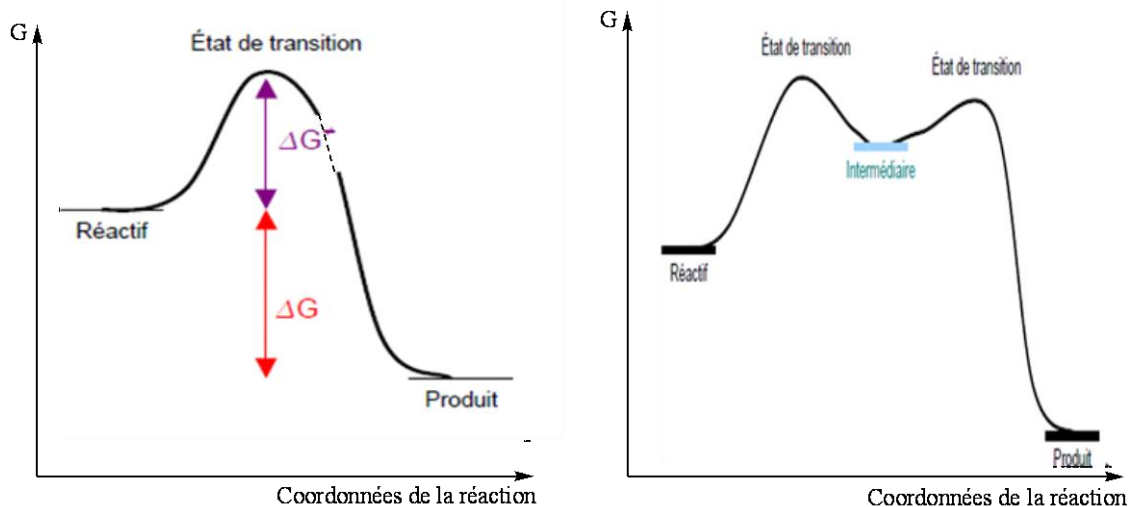 G
État de transition
ΔG≠
Réactif
ΔG
Produit
Coordonnées de la réaction
G
État de transition
État de transition
Intermédiaire
Réactif
Produit
Coordonnées de la réaction